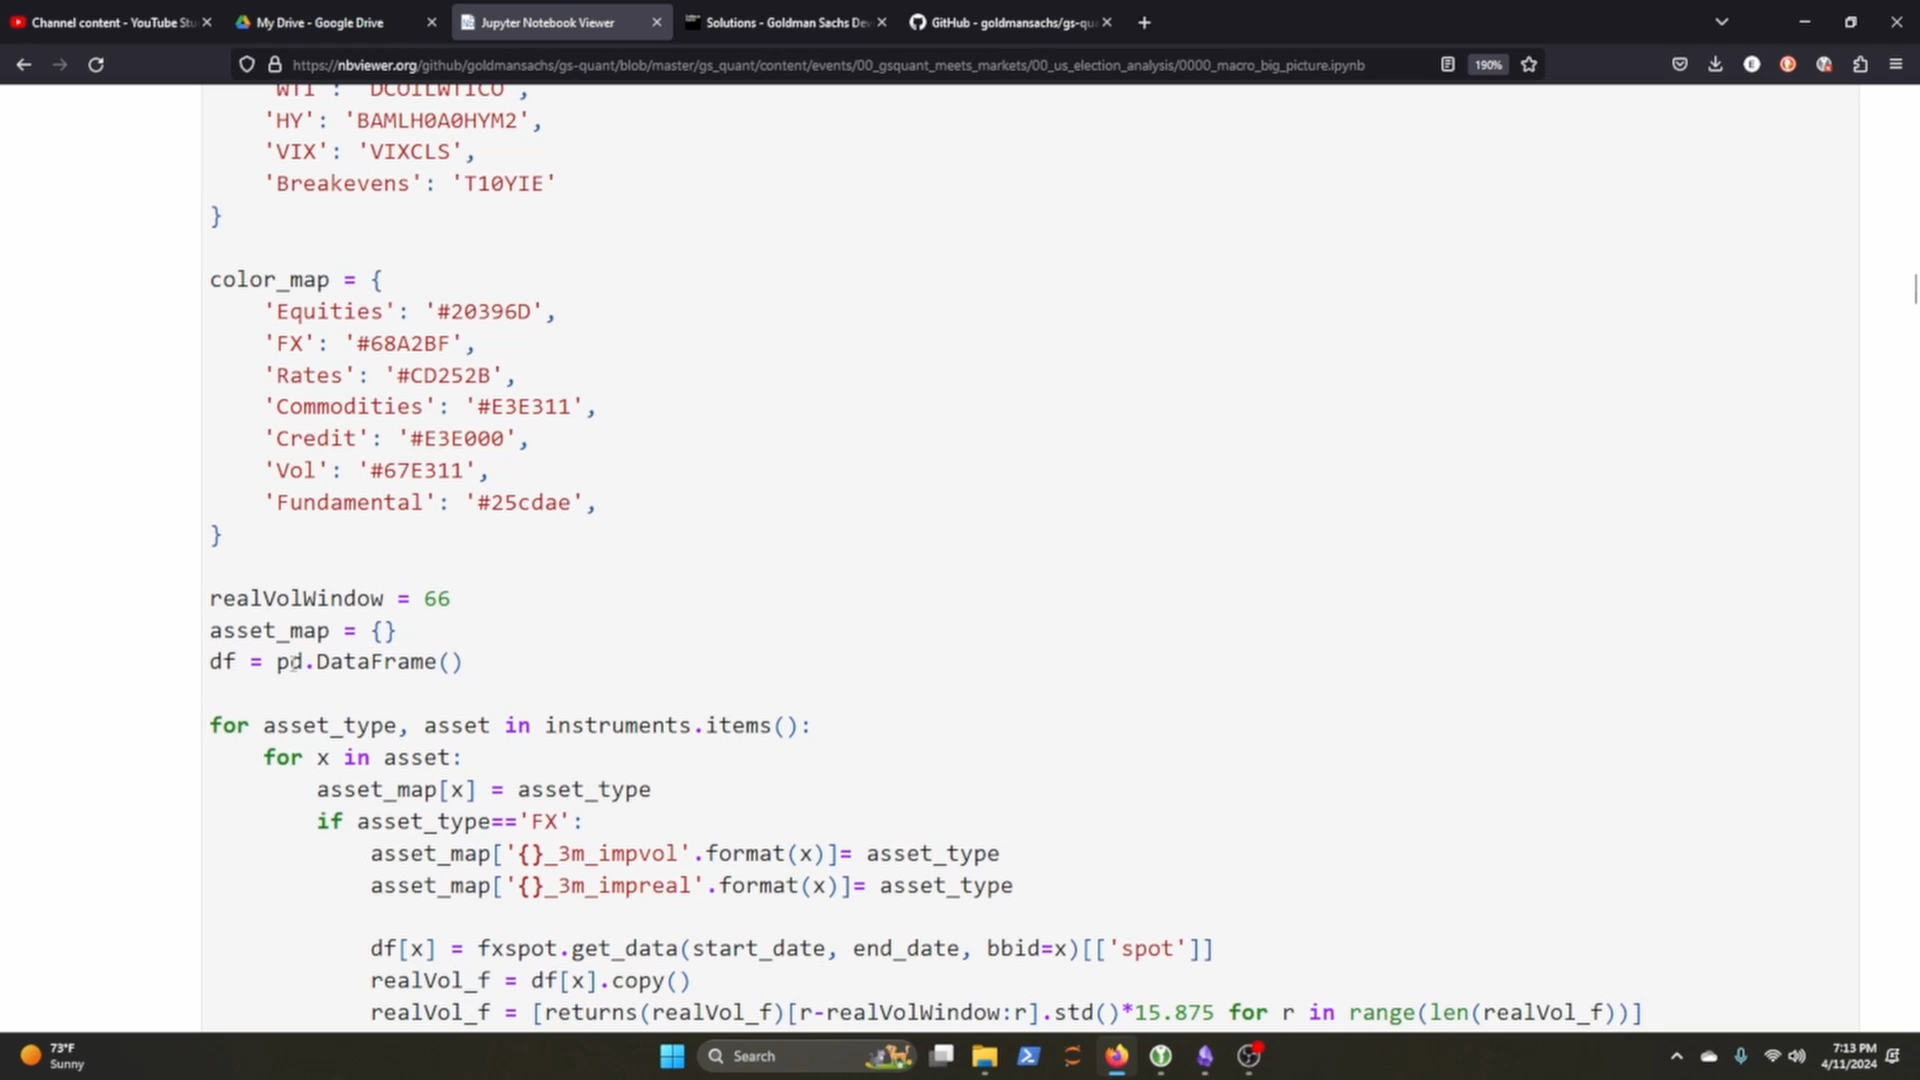 Channel content - YouTube Stu
My Drive - Google Drive
Jupyter Notebook Viewer
Solutions - Goldman Sachs Dev
GitHub - goldmansachs/gs-qua
https://nbviewer.org/github/goldmansachs/gs-quant/blob/master/gs_quant/content/events/00_gsquant_meets_markets/00_us_election_analysis/0000_macro_big_picture.ipynb
190%
'WTI': 'DCOILWTICO',
'HY': 'BAMLH0A0HYM2',
'VIX': 'VIXCLS',
'Breakevens': 'T10YIE'
}
color_map = {
'Equities': '#20396D',
'FX': '#68A2BF',
'Rates': '#CD252B',
'Commodities': '#E3E311',
'Credit': '#E3E000',
'Vol': '#67E311',
'Fundamental': '#25cdae',
}
realVolWindow = 66
asset_map = {}
df = pd.DataFrame()
for asset_type, asset in instruments.items():
for x in asset:
asset_map[x] = asset_type
if asset_type=='FX':
asset_map['{}_3m_impvol'.format(x)]= asset_type
asset_map['{}_3m_impreal'.format(x)]= asset_type
df[x] = fxspot.get_data(start_date, end_date, bbid=x)[['spot']]
realVol_f = df[x].copy()
realVol_f = [returns(realVol_f)[r-realVolWindow:r].std()*15.875 for r in range(len(realVol_f))]
73°F
Sunny
Search
7:13 PM
4/11/2024